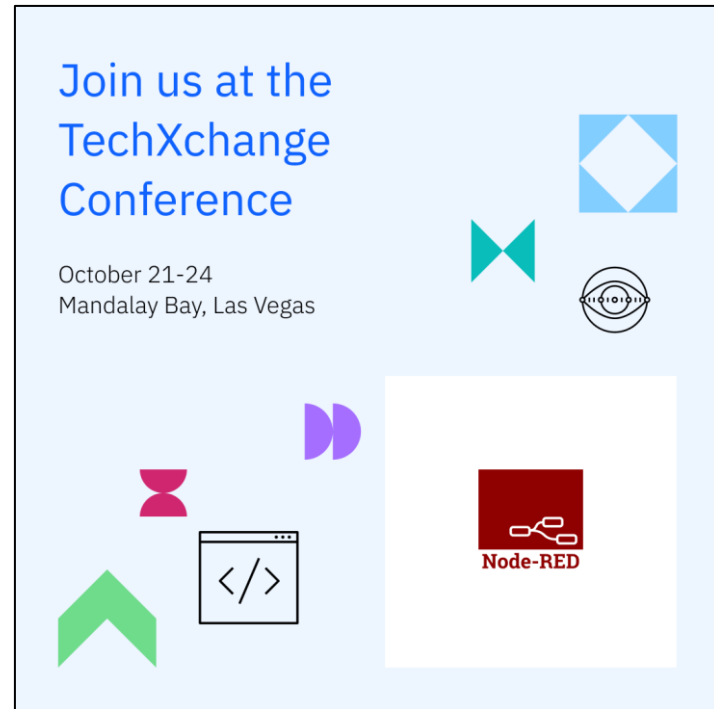 Join us at the
TechXchange
Conference
October 21-24
Mandalay Bay, Las Vegas
</>
Node-RED